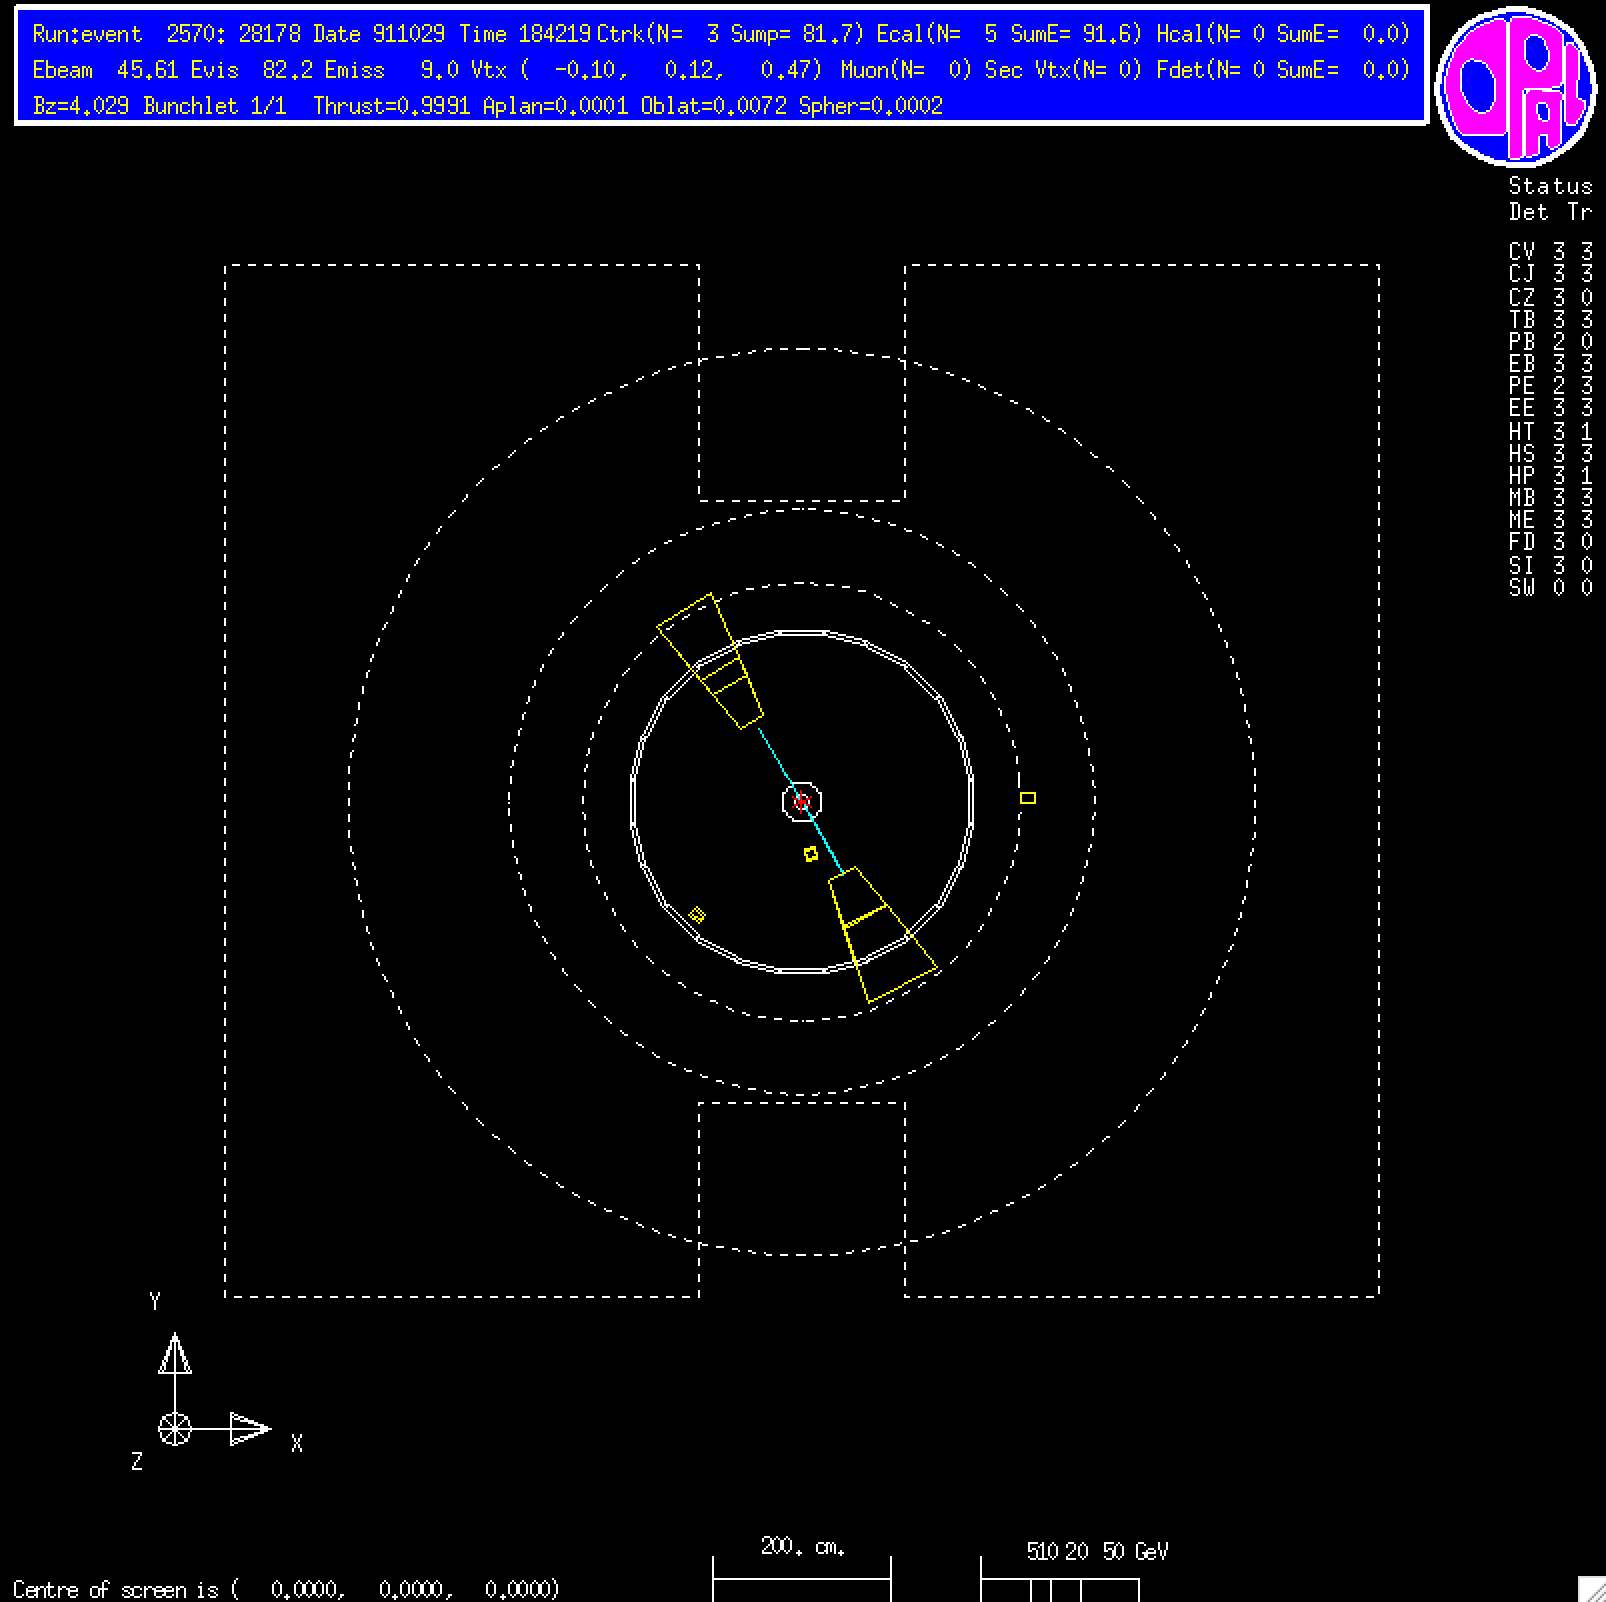 Run:event 2570: 28178 Date 911029 Time 184219 Ctrk(N= 3 Sump= 81.7) Ecal(N= 5 SumE= 91.6) Hcal(N= 0 SumE= 0.0)
Ebeam 45.61 Evis 82.2 Emiss 9.0 Vtx ( -0.10, 0.12, 0.47) Muon(N= 0) Sec Vtx(N= 0) Fdet(N= 0 SumE= 0.0)
Bz=4.029 Bunchlet 1/1 Thrust=0.9991 Aplan=0.0001 Oblat=0.0072 Spher=0.0002
OPAL
Status
Det Tr
CV 3 3
CJ 3 3
CZ 3 0
TB 3 3
PB 2 0
EB 3 3
PE 2 3
EE 3 3
HT 3 1
HS 3 3
HP 3 1
MB 3 3
ME 3 3
FD 3 0
SI 3 0
SW 0 0
Y
X
Z
200. cm.
510 20 50 GeV
Centre of screen is ( 0.0000, 0.0000, 0.0000)